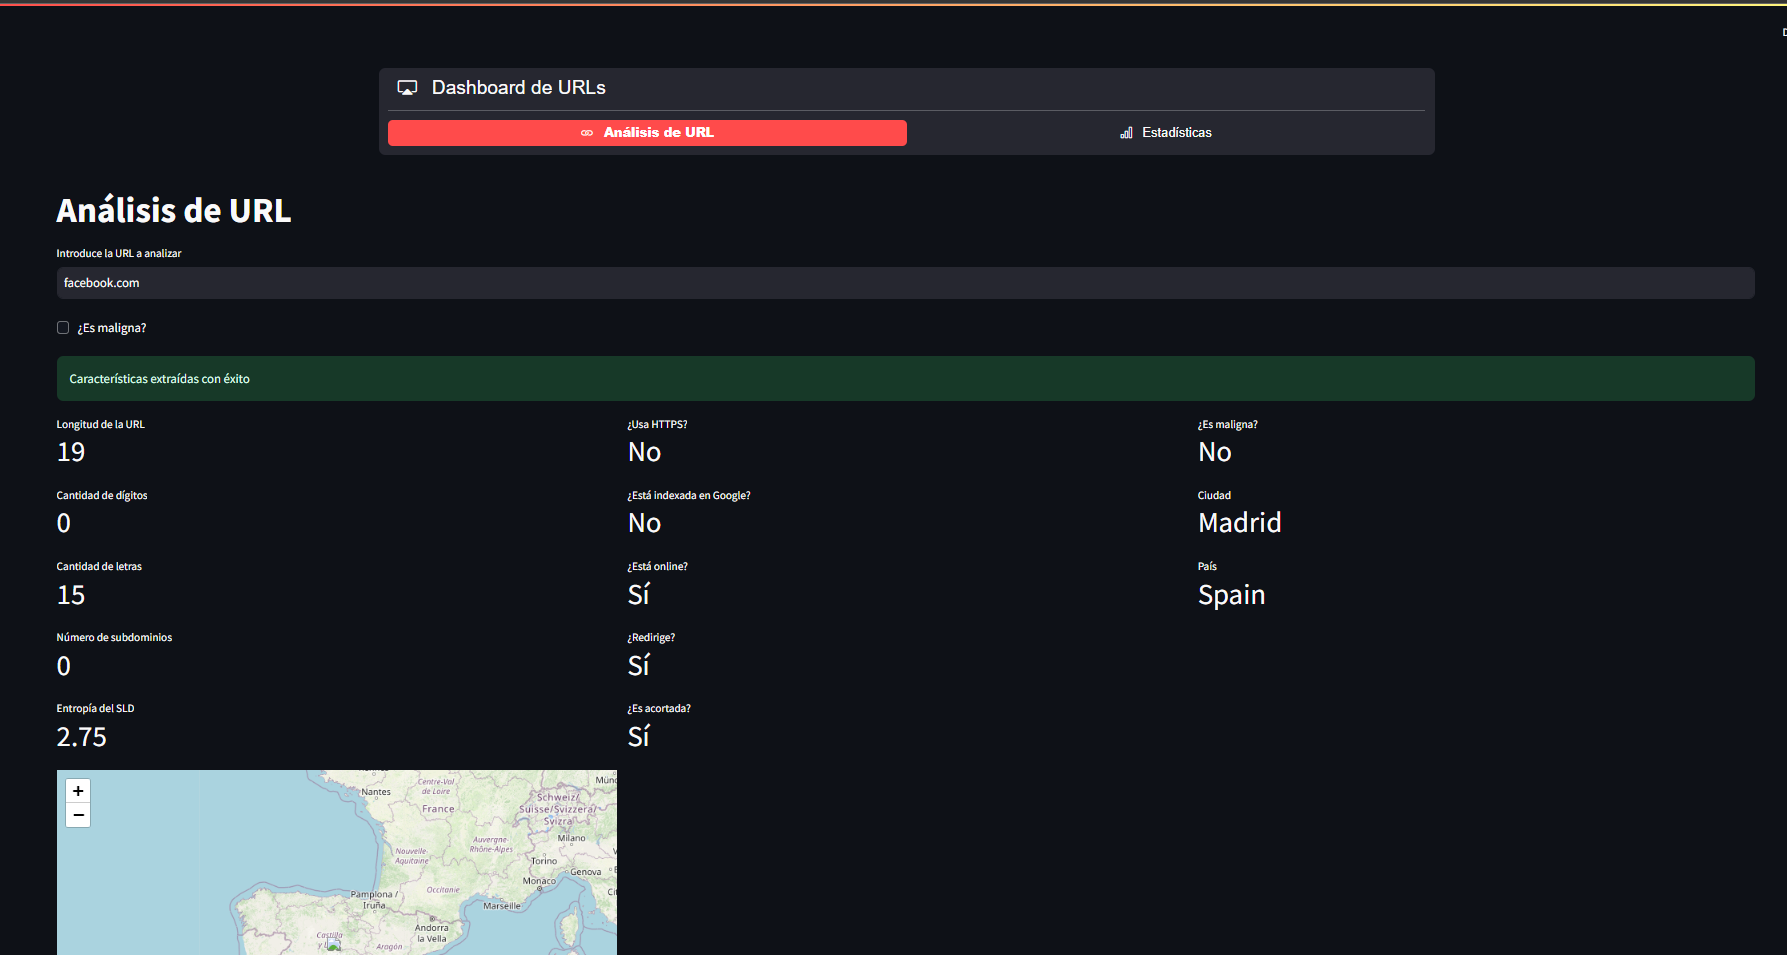 D
Dashboard de URLs
Análisis de URL
Estadísticas
Análisis de URL
Introduce la URL a analizar
facebook.com
¿Es maligna?
Características extraídas con éxito
Longitud de la URL
19
Cantidad de dígitos
0
Cantidad de letras
15
Número de subdominios
0
Entropía del SLD
2.75
¿Usa HTTPS?
No
¿Está indexada en Google?
No
¿Está online?
Sí
¿Redirige?
Sí
¿Es acortada?
Sí
¿Es maligna?
No
Ciudad
Madrid
País
Spain
+
−
Nantes
Centre-Val
de Loire
France
Münc
Schweiz/
Suisse/Svizzera/
Svizra
Milano
Auvergne-
Rhône-Alpes
Nouvelle-
Aquitaine
Torino
Genova
Monaco
Occitanie
Pamplona /
Iruña
Marseille
Andorra
la Vella
Castilla
y L
Aragón